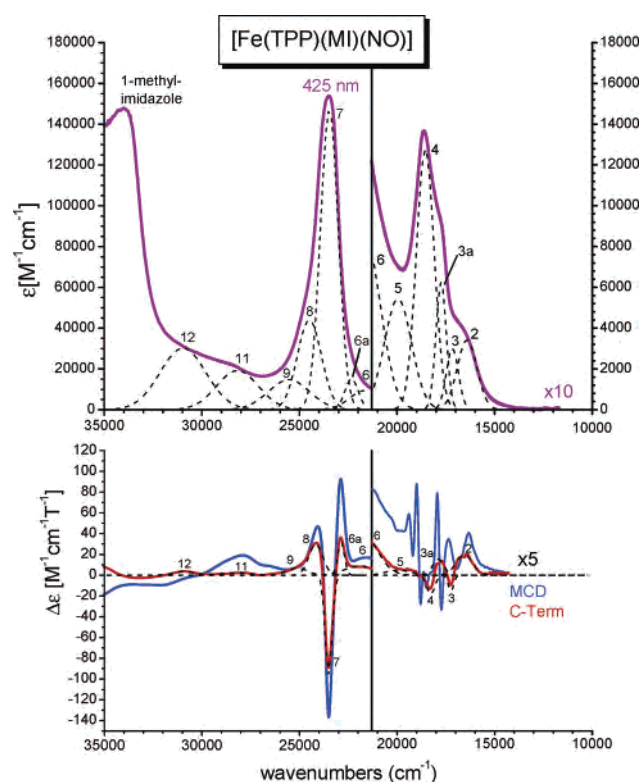 [Fe(TPP)(MI)(NO)]
180000 18000
160000 16000
140000 14000
120000 12000
100000 10000
80000 8000
60000 6000
40000 4000
20000 2000
0 0
ε[M⁻¹cm⁻¹]
1-methyl-
imidazole
425 nm
7
4
3a
6
5
8
6a
3
2
12
11
9
6
x10
35000 30000 25000 20000 15000 10000
120
100
80
60
40
20
0
-20
-40
-60
-80
-100
-120
-140
Δε [M⁻¹cm⁻¹T⁻¹]
12
11
9
8
6a
6
7
6
5
3a
4
3
2
x5
MCD
C-Term
35000 30000 25000 20000 15000 10000
wavenumbers (cm⁻¹)